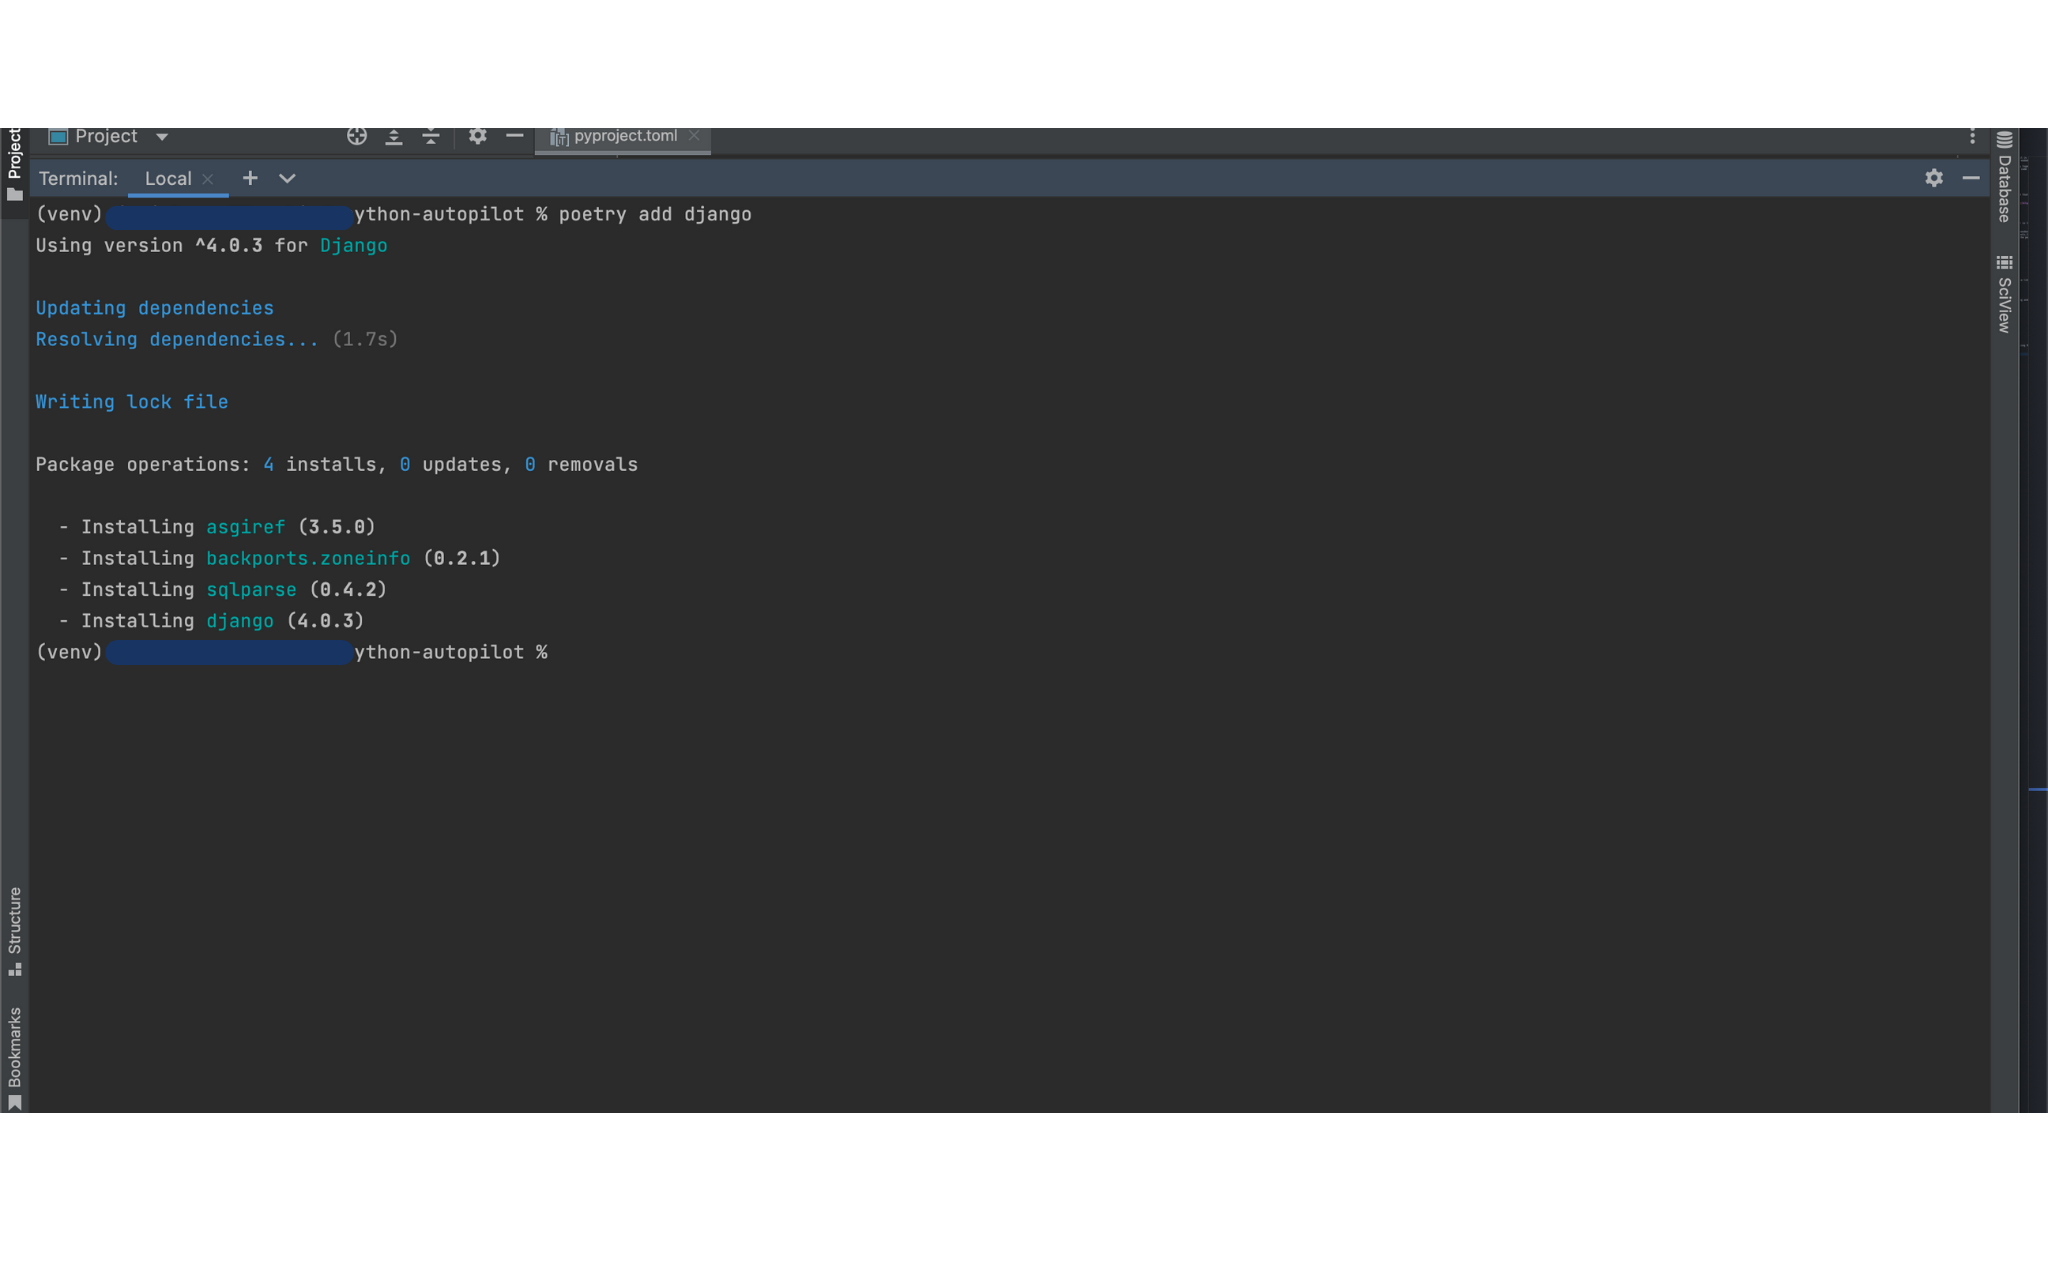 Project
pyproject.toml
Project
Terminal: Local
(venv) ython-autopilot % poetry add django
Using version ^4.0.3 for Django
Updating dependencies
Resolving dependencies... (1.7s)
Writing lock file
Package operations: 4 installs, 0 updates, 0 removals
- Installing asgiref (3.5.0)
- Installing backports.zoneinfo (0.2.1)
- Installing sqlparse (0.4.2)
- Installing django (4.0.3)
(venv) ython-autopilot %
Structure
Bookmarks
Database
SciView